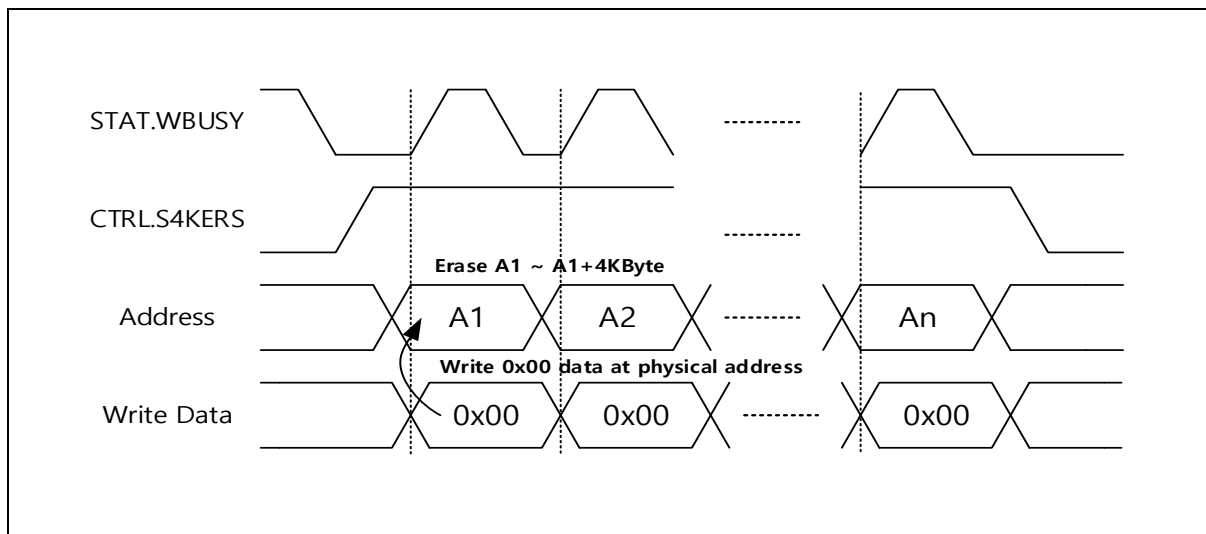 STAT.WBUSY
CTRL.S4KERS
Erase A1 ~ A1+4KByte
Address
A1
A2
An
Write 0x00 data at physical address
Write Data
0x00
0x00
0x00